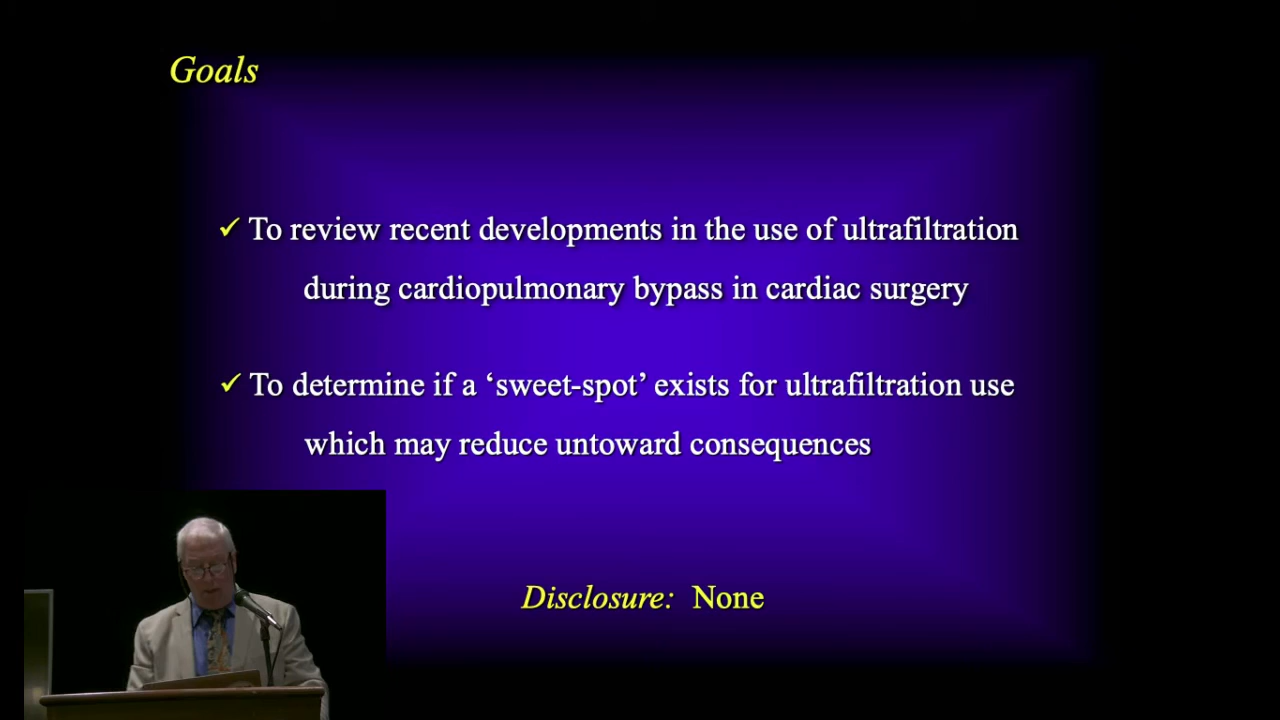 Goals
✓ To review recent developments in the use of ultrafiltration
during cardiopulmonary bypass in cardiac surgery
✓ To determine if a ‘sweet-spot’ exists for ultrafiltration use
which may reduce untoward consequences
Disclosure: None